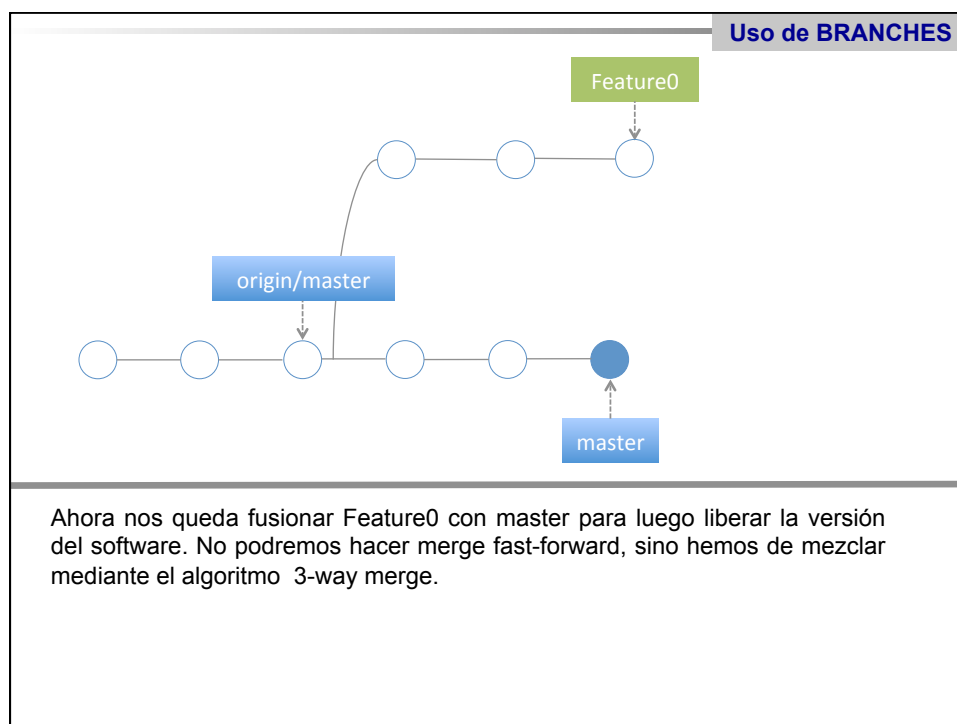 Uso de BRANCHES
Feature0
origin/master
master
Ahora nos queda fusionar Feature0 con master para luego liberar la versión
del software. No podremos hacer merge fast-forward, sino hemos de mezclar
mediante el algoritmo 3-way merge.